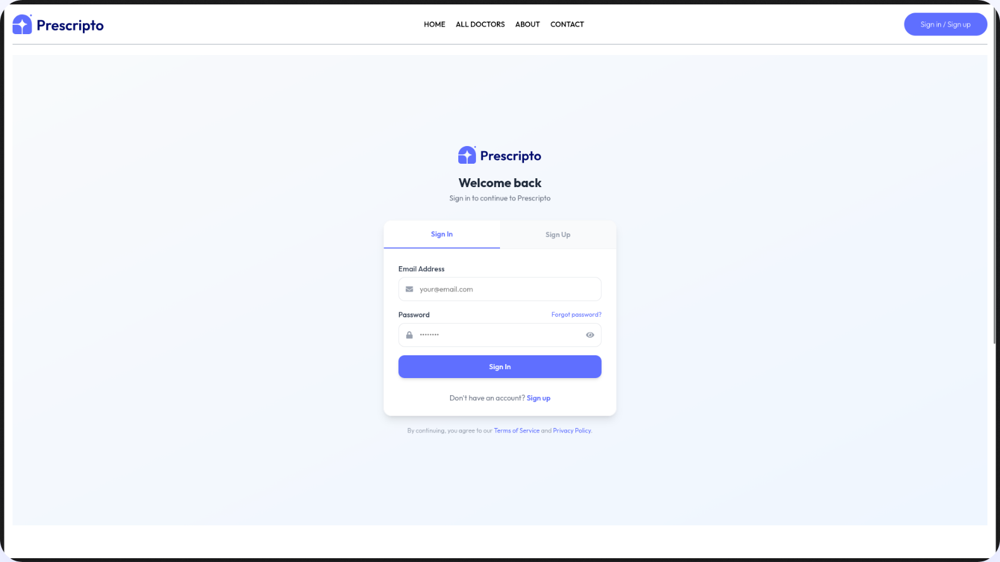 Prescripto
HOME ALL DOCTORS ABOUT CONTACT
Sign in / Sign up
Prescripto
Welcome back
Sign in to continue to Prescripto
Sign In
Sign Up
Email Address
your@email.com
Password
Forgot password?
••••••••
Sign In
Don't have an account? Sign up
By continuing, you agree to our Terms of Service and Privacy Policy.